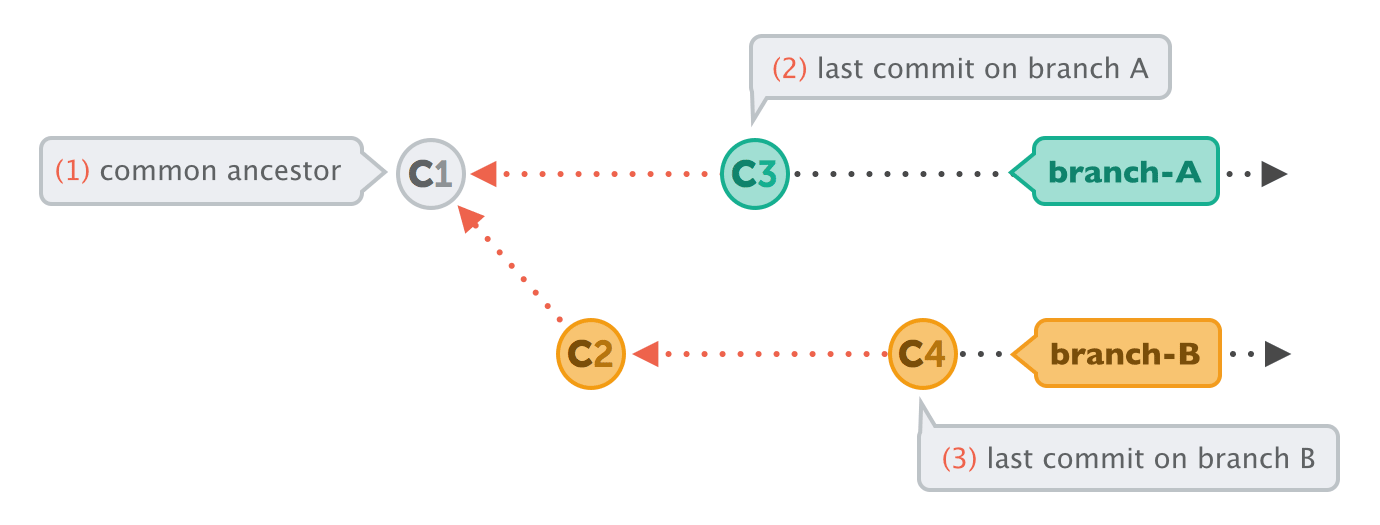 (2) last commit on branch A
(1) common ancestor
C1
C3
branch-A
C2
C4
branch-B
(3) last commit on branch B